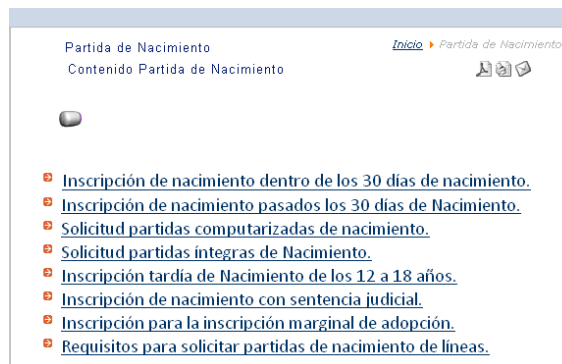 Partida de Nacimiento
Inicio Partida de Nacimiento
Contenido Partida de Nacimiento
Inscripción de nacimiento dentro de los 30 días de nacimiento.
Inscripción de nacimiento pasados los 30 días de Nacimiento.
Solicitud partidas computarizadas de nacimiento.
Solicitud partidas íntegras de Nacimiento.
Inscripción tardía de Nacimiento de los 12 a 18 años.
Inscripción de nacimiento con sentencia judicial.
Inscripción para la inscripción marginal de adopción.
Requisitos para solicitar partidas de nacimiento de líneas.